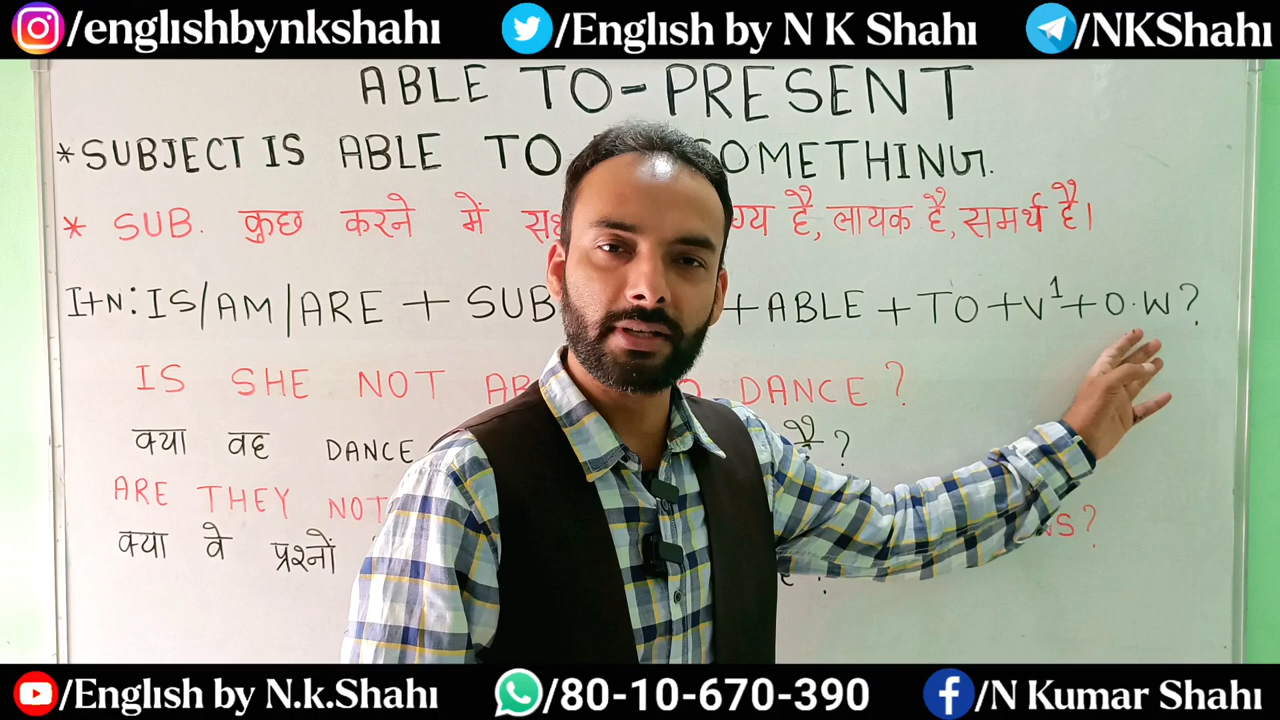 /englishbynkshahi /English by N K Shahi /NKShahi
ABLE TO-PRESENT
*SUBJECT IS ABLE TO SOMETHING.
* SUB. कुछ करने में है, लायक है, समर्थ है।
I+N: IS/AM/ARE + SUB + ABLE + TO + V¹ + O.W?
IS SHE NOT DANCE?
क्या वह DANCE ?
ARE THEY NOT ?
क्या वे प्रश्नों ?
/English by N.k.Shahi /80-10-670-390 /N Kumar Shahi